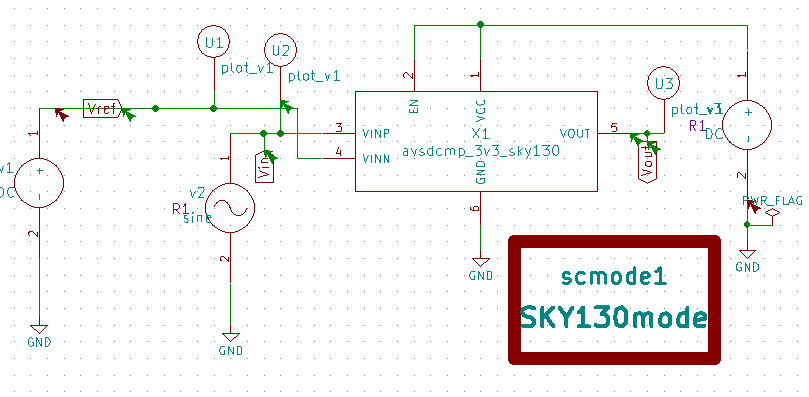 U1
U2
plot_v1
plot_v1
Vref
1
v1
DC
2
GND
1
v2
R1
sine
2
GND
Vin
3
4
2
1
EN
VCC
VINP
VINN
X1
avsdcmp_3v3_sky130
GND
VOUT
6
GND
5
Vout
U3
plot_v3
1
R1
DC
2
PWR_FLAG
GND
scmode1
SKY130mode